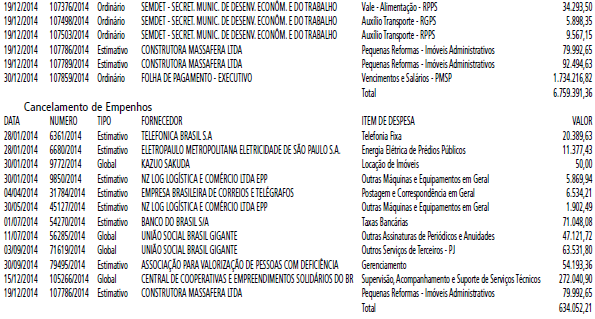 19/12/2014 107376/2014 Ordinário SEMDET - SECRET. MUNIC. DE DESENV. ECONÔM. E DO TRABALHO Vale - Alimentação - RPPS 34.293,50
19/12/2014 107498/2014 Ordinário SEMDET - SECRET. MUNIC. DE DESENV. ECONÔM. E DO TRABALHO Auxílio Transporte - RGPS 5.898,35
19/12/2014 107503/2014 Ordinário SEMDET - SECRET. MUNIC. DE DESENV. ECONÔM. E DO TRABALHO Auxílio Transporte - RPPS 9.567,15
19/12/2014 107786/2014 Estimativo CONSTRUTORA MASSAFERA LTDA Pequenas Reformas - Imóveis Administrativos 79.992,65
19/12/2014 107789/2014 Estimativo CONSTRUTORA MASSAFERA LTDA Pequenas Reformas - Imóveis Administrativos 92.494,63
30/12/2014 107859/2014 Ordinário FOLHA DE PAGAMENTO - EXECUTIVO Vencimentos e Salários - PMSP 1.734.216,82
Total 6.759.391,36
Cancelamento de Empenhos
DATA NUMERO TIPO FORNECEDOR ITEM DE DESPESA VALOR
28/01/2014 6361/2014 Estimativo TELEFONICA BRASIL S.A Telefonia Fixa 20.389,63
28/01/2014 6680/2014 Estimativo ELETROPAULO METROPOLITANA ELETRICIDADE DE SÃO PAULO S.A. Energia Elétrica de Prédios Públicos 11.377,43
30/01/2014 9772/2014 Global KAZUO SAKUDA Locação de Imóveis 50,00
30/01/2014 9850/2014 Estimativo NZ LOG LOGÍSTICA E COMÉRCIO LTDA EPP Outras Máquinas e Equipamentos em Geral 5.869,94
04/04/2014 31784/2014 Estimativo EMPRESA BRASILEIRA DE CORREIOS E TELÉGRAFOS Postagem e Correspondência em Geral 6.534,21
30/05/2014 45127/2014 Estimativo NZ LOG LOGÍSTICA E COMÉRCIO LTDA EPP Outras Máquinas e Equipamentos em Geral 1.902,49
01/07/2014 54270/2014 Estimativo BANCO DO BRASIL S/A Taxas Bancárias 71.048,08
11/07/2014 56285/2014 Global UNIÃO SOCIAL BRASIL GIGANTE Outras Assinaturas de Periódicos e Anuidades 47.121,72
03/09/2014 71619/2014 Global UNIÃO SOCIAL BRASIL GIGANTE Outros Serviços de Terceiros - PJ 63.531,80
30/09/2014 79495/2014 Estimativo ASSOCIAÇÃO PARA VALORIZAÇÃO DE PESSOAS COM DEFICIÊNCIA Gerenciamento 54.193,36
15/12/2014 105266/2014 Global CENTRAL DE COOPERATIVAS E EMPREENDIMENTOS SOLIDÁRIOS DO BR Supervisão, Acompanhamento e Suporte de Serviços Técnicos 272.040,90
19/12/2014 107786/2014 Estimativo CONSTRUTORA MASSAFERA LTDA Pequenas Reformas - Imóveis Administrativos 79.992,65
Total 634.052,21